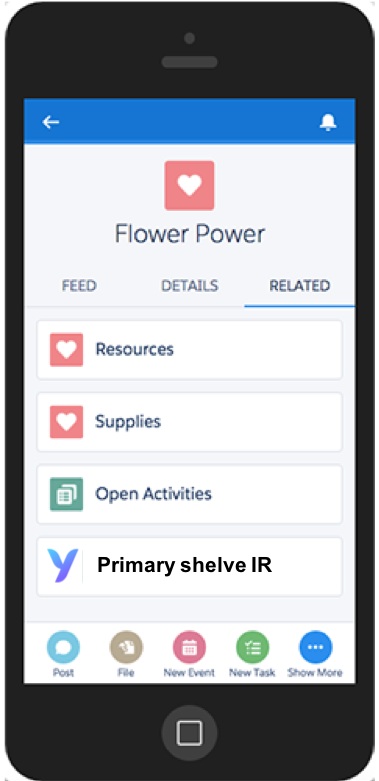 Flower Power
FEED DETAILS RELATED
Resources
Supplies
Open Activities
Primary shelve IR
Post File New Event New Task Show More